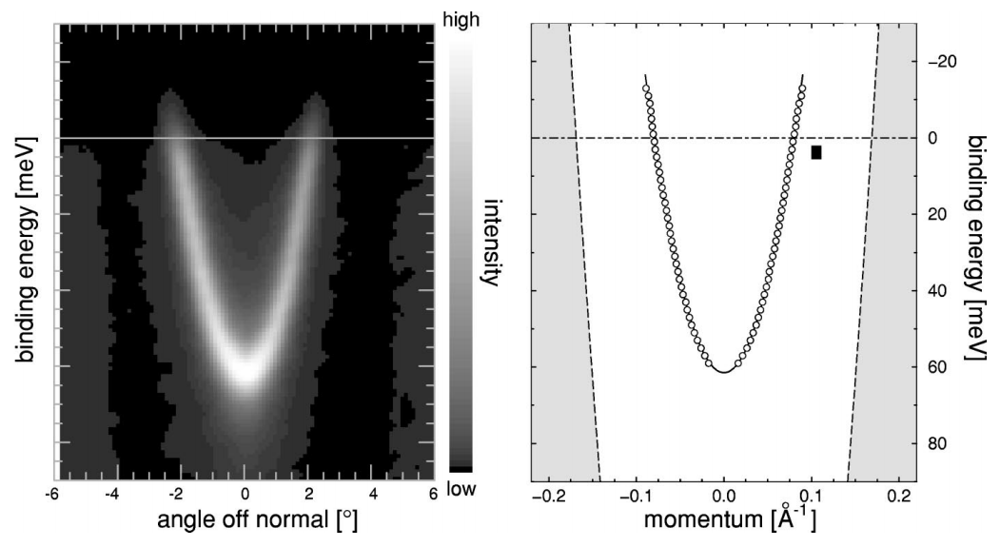 high
binding energy [meV]
intensity
low
-6 -4 -2 0 2 4 6
angle off normal [°]
−20
0
20
40
60
80
binding energy [meV]
−0.2 −0.1 0.0 0.1 0.2
momentum [Å⁻¹]